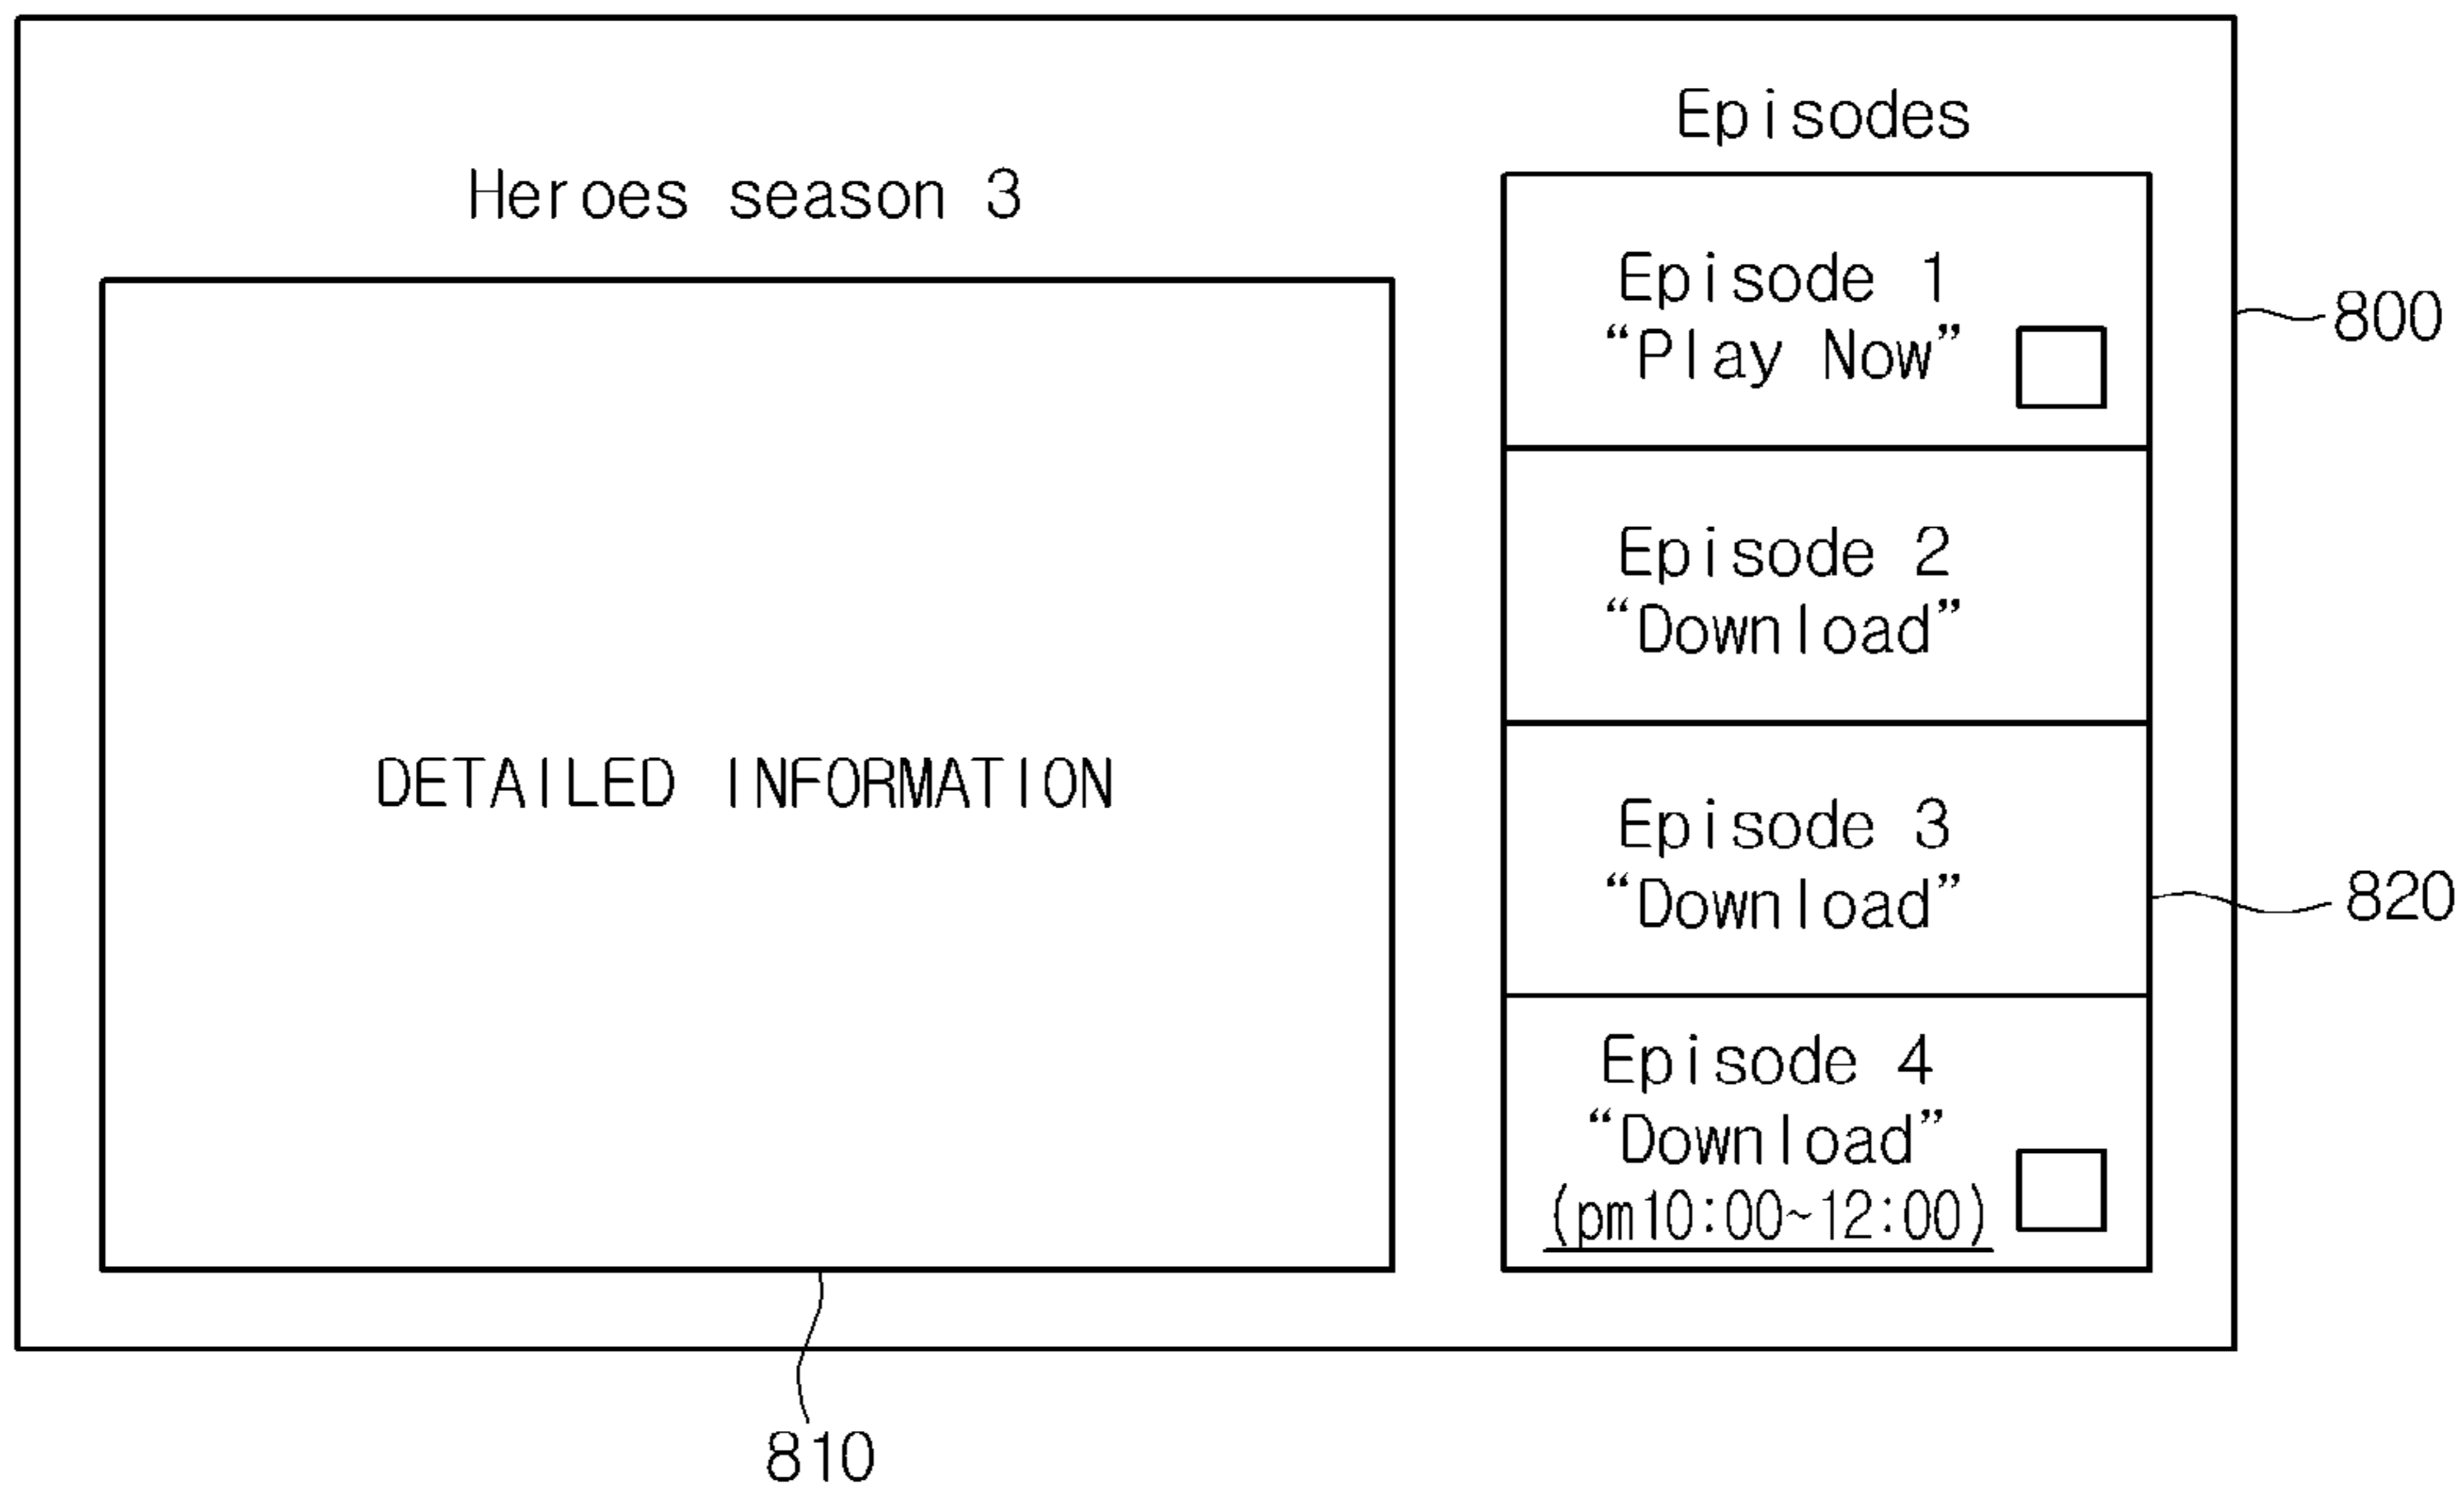 Heroes season 3
DETAILED INFORMATION
810
Episodes
Episode 1
“Play Now”
Episode 2
“Download”
Episode 3
“Download”
Episode 4
“Download”
(pm10:00~12:00)
800
820